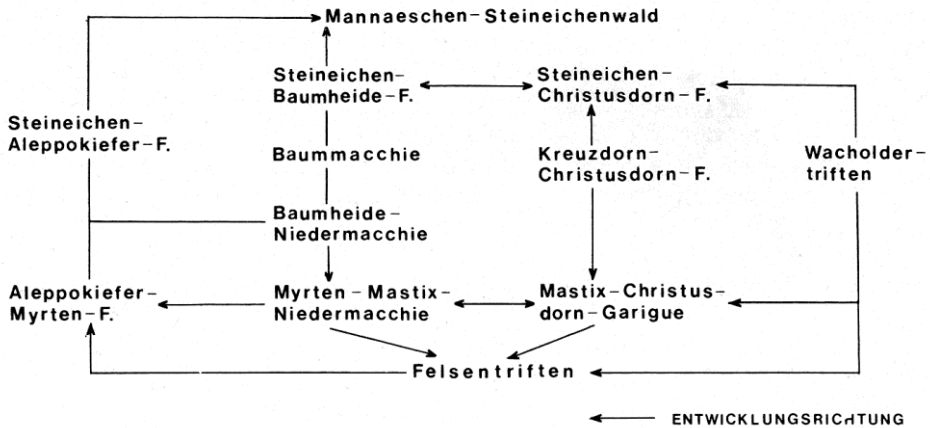 Mannaeschen-Steineichenwald
Steineichen-
Baumheide-F.
Steineichen-
Christusdorn-F.
Steineichen-
Aleppokiefer-F.
Baummacchie
Kreuzdorn-
Christusdorn-F.
Wacholder-
triften
Baumheide-
Niedermacchie
Aleppokiefer-
Myrten-F.
Myrten-Mastix-
Niedermacchie
Mastix-Christus-
dorn-Garigue
Felsentriften
ENTWICKLUNGSRICHTUNG